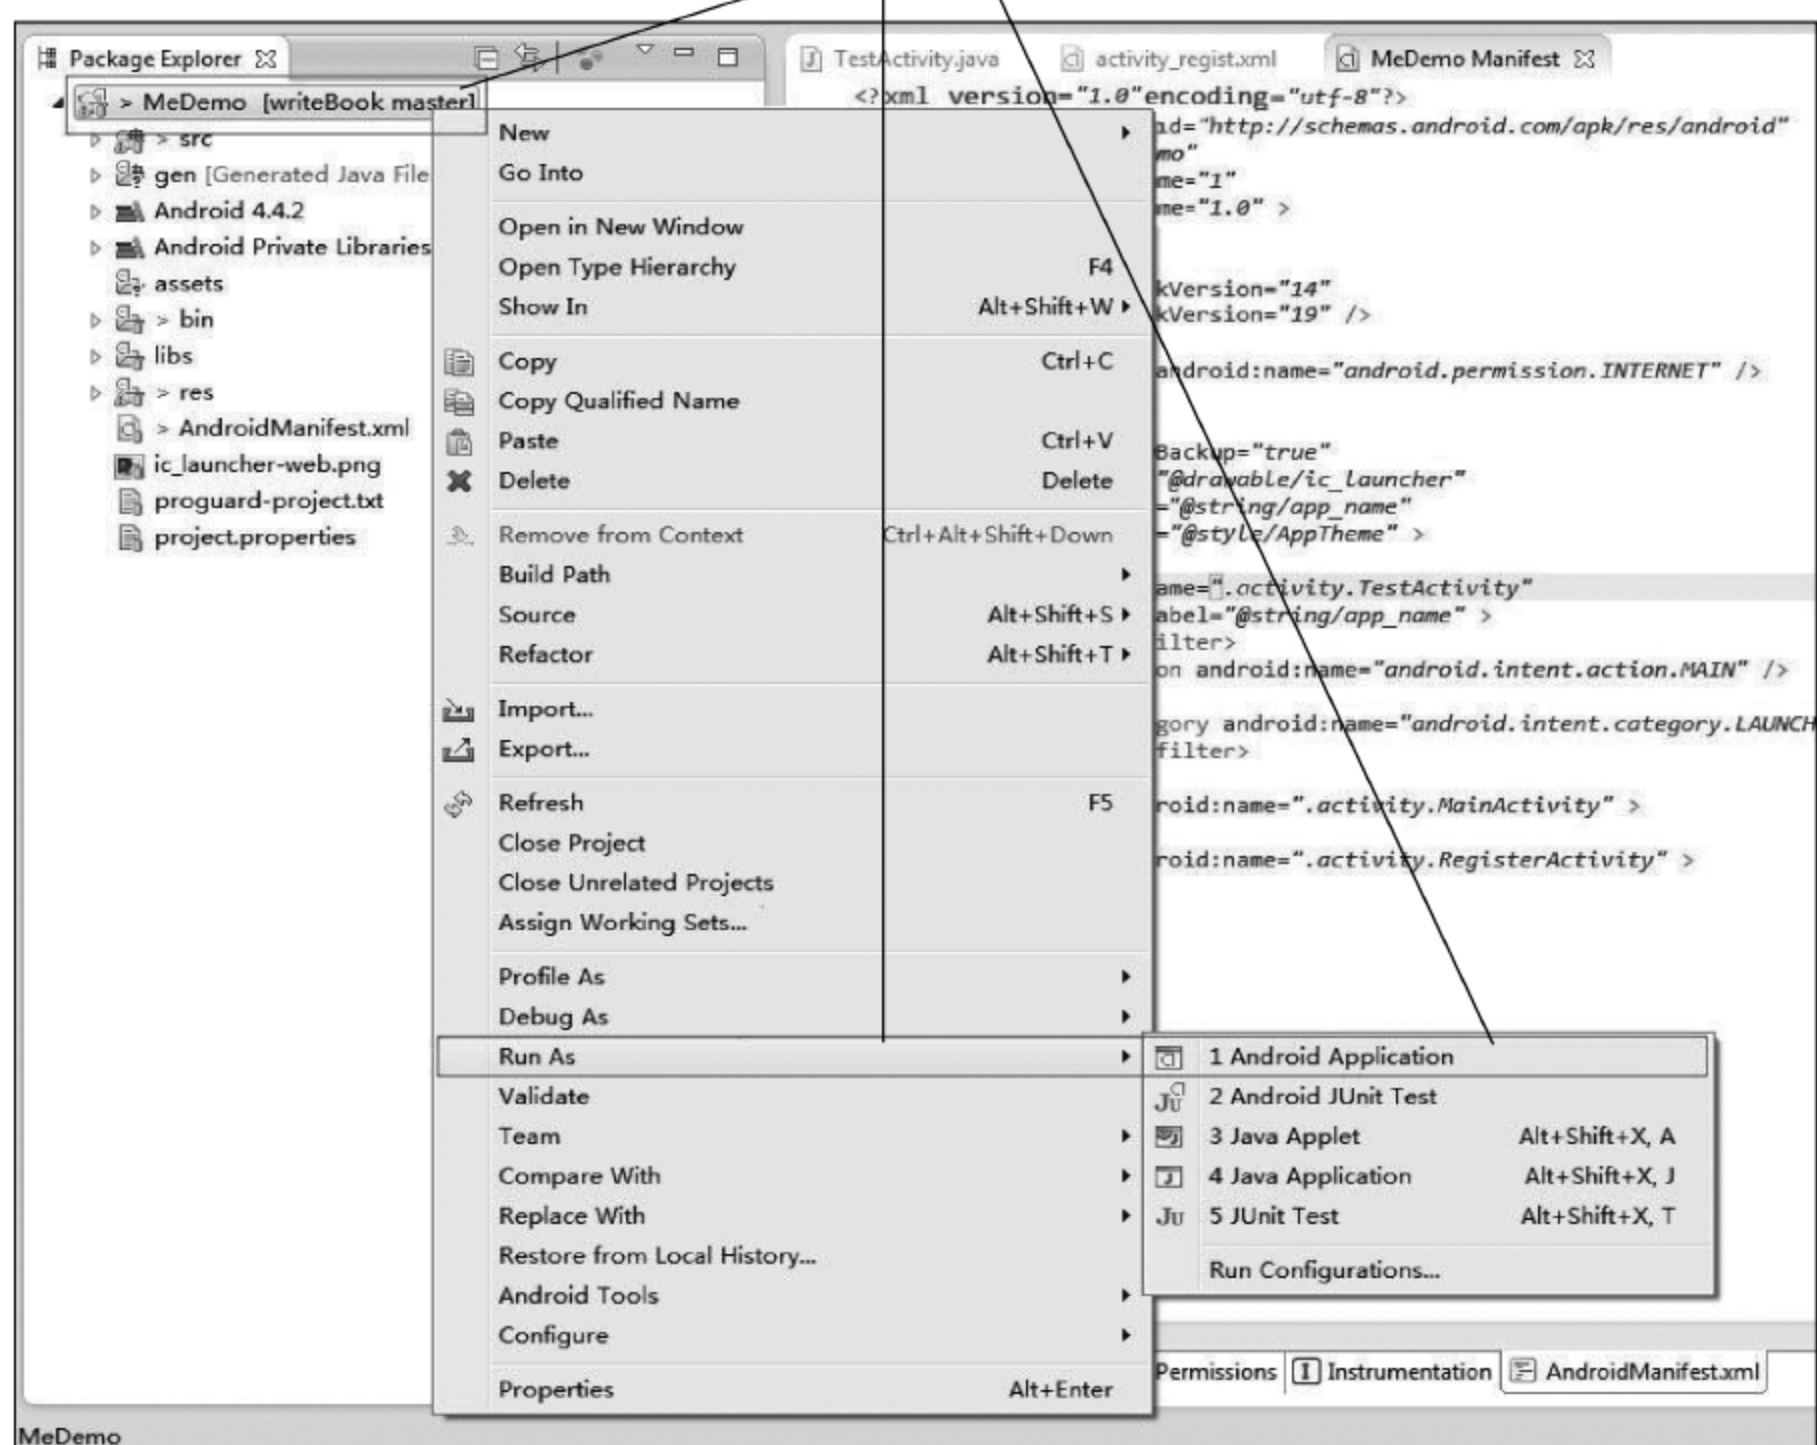 Package Explorer
> MeDemo [writeBook master]
> src
gen [Generated Java File
Android 4.4.2
Android Private Libraries
assets
> bin
libs
> res
> AndroidManifest.xml
ic_launcher-web.png
proguard-project.txt
project.properties
New
Go Into
Open in New Window
Open Type Hierarchy F4
Show In Alt+Shift+W
Copy Ctrl+C
Copy Qualified Name
Paste Ctrl+V
Delete Delete
Remove from Context Ctrl+Alt+Shift+Down
Build Path
Source Alt+Shift+S
Refactor Alt+Shift+T
Import...
Export...
Refresh F5
Close Project
Close Unrelated Projects
Assign Working Sets...
Profile As
Debug As
Run As
Validate
Team
Compare With
Replace With
Restore from Local History...
Android Tools
Configure
Properties Alt+Enter
1 Android Application
2 Android JUnit Test
3 Java Applet Alt+Shift+X, A
4 Java Application Alt+Shift+X, J
5 JUnit Test Alt+Shift+X, T
Run Configurations...
TestActivity.java activity_regist.xml MeDemo Manifest
<?xml version="1.0"encoding="utf-8"?>
id="http://schemas.android.com/apk/res/android"
mo"
me="1"
me="1.0" >
kVersion="14"
kVersion="19" />
android:name="android.permission.INTERNET" />
Backup="true"
"@drawable/ic_launcher"
="@string/app_name"
="@style/AppTheme" >
ame=".activity.TestActivity"
abel="@string/app_name" >
ilter>
on android:name="android.intent.action.MAIN" />
gory android:name="android.intent.category.LAUNCH
filter>
roid:name=".activity.MainActivity" >
roid:name=".activity.RegisterActivity" >
Permissions Instrumentation AndroidManifest.xml
MeDemo